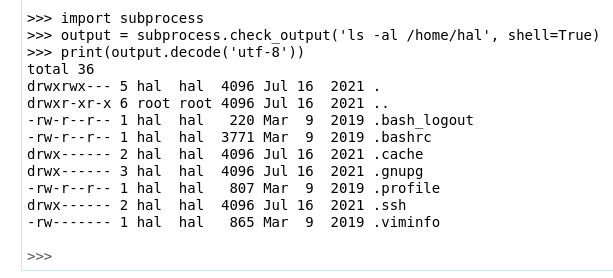 >>> import subprocess
>>> output = subprocess.check_output('ls -al /home/hal', shell=True)
>>> print(output.decode('utf-8'))
total 36
drwxrwx--- 5 hal  hal  4096 Jul 16  2021 .
drwxr-xr-x 6 root root 4096 Jul 16  2021 ..
-rw-r--r-- 1 hal  hal   220 Mar  9  2019 .bash_logout
-rw-r--r-- 1 hal  hal  3771 Mar  9  2019 .bashrc
drwx------ 2 hal  hal  4096 Jul 16  2021 .cache
drwx------ 3 hal  hal  4096 Jul 16  2021 .gnupg
-rw-r--r-- 1 hal  hal   807 Mar  9  2019 .profile
drwx------ 2 hal  hal  4096 Jul 16  2021 .ssh
-rw------- 1 hal  hal   865 Mar  9  2019 .viminfo
>>>